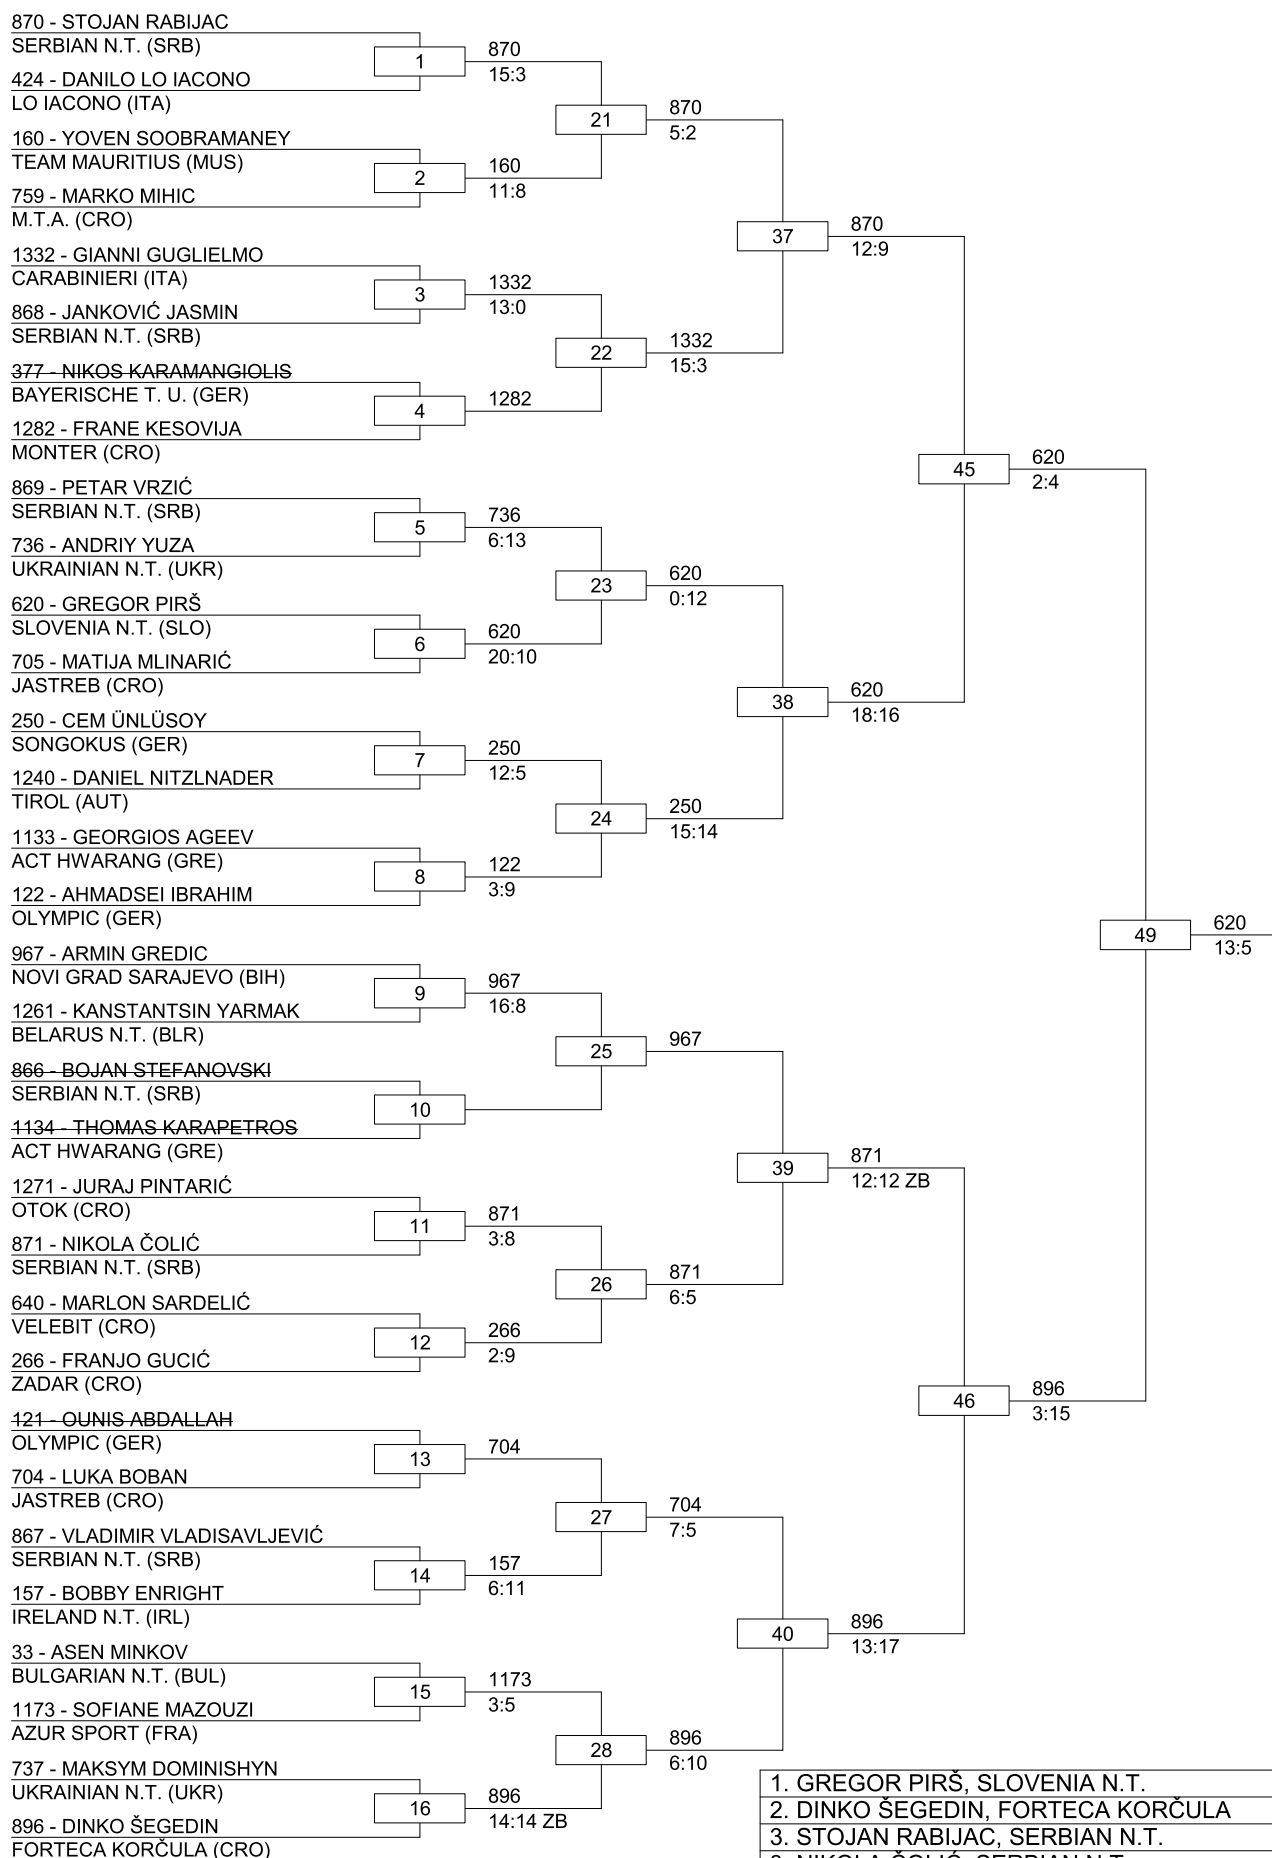 870 - STOJAN RABIJAC
SERBIAN N.T. (SRB)
1
870
15:3
424 - DANILO LO IACONO
LO IACONO (ITA)
21
870
5:2
160 - YOVEN SOOBRAMANEY
TEAM MAURITIUS (MUS)
2
160
11:8
759 - MARKO MIHIC
M.T.A. (CRO)
37
870
12:9
1332 - GIANNI GUGLIELMO
CARABINIERI (ITA)
3
1332
13:0
868 - JANKOVIĆ JASMIN
SERBIAN N.T. (SRB)
22
1332
15:3
377 - NIKOS KARAMANGIOLIS
BAYERISCHE T. U. (GER)
4
1282
1282 - FRANE KESOVIJA
MONTER (CRO)
45
620
2:4
869 - PETAR VRZIĆ
SERBIAN N.T. (SRB)
5
736
6:13
736 - ANDRIY YUZA
UKRAINIAN N.T. (UKR)
23
620
0:12
620 - GREGOR PIRŠ
SLOVENIA N.T. (SLO)
6
620
20:10
705 - MATIJA MLINARIĆ
JASTREB (CRO)
38
620
18:16
250 - CEM ÜNLÜSOY
SONGOKUS (GER)
7
250
12:5
1240 - DANIEL NITZLNADER
TIROL (AUT)
24
250
15:14
1133 - GEORGIOS AGEEV
ACT HWARANG (GRE)
8
122
3:9
122 - AHMADSEI IBRAHIM
OLYMPIC (GER)
49
620
13:5
967 - ARMIN GREDIC
NOVI GRAD SARAJEVO (BIH)
9
967
16:8
1261 - KANSTANTSIN YARMAK
BELARUS N.T. (BLR)
25
967
866 - BOJAN STEFANOVSKI
SERBIAN N.T. (SRB)
10
1134 - THOMAS KARAPETROS
ACT HWARANG (GRE)
39
871
12:12 ZB
1271 - JURAJ PINTARIĆ
OTOK (CRO)
11
871
3:8
871 - NIKOLA ČOLIĆ
SERBIAN N.T. (SRB)
26
871
6:5
640 - MARLON SARDELIĆ
VELEBIT (CRO)
12
266
2:9
266 - FRANJO GUCIĆ
ZADAR (CRO)
46
896
3:15
121 - OUNIS ABDALLAH
OLYMPIC (GER)
13
704
704 - LUKA BOBAN
JASTREB (CRO)
27
704
7:5
867 - VLADIMIR VLADISAVLJEVIĆ
SERBIAN N.T. (SRB)
14
157
6:11
157 - BOBBY ENRIGHT
IRELAND N.T. (IRL)
40
896
13:17
33 - ASEN MINKOV
BULGARIAN N.T. (BUL)
15
1173
3:5
1173 - SOFIANE MAZOUZI
AZUR SPORT (FRA)
28
896
6:10
737 - MAKSYM DOMINISHYN
UKRAINIAN N.T. (UKR)
16
896
14:14 ZB
896 - DINKO ŠEGEDIN
FORTECA KORČULA (CRO)
1. GREGOR PIRŠ, SLOVENIA N.T.
2. DINKO ŠEGEDIN, FORTECA KORČULA
3. STOJAN RABIJAC, SERBIAN N.T.
3. NIKOLA ČOLIĆ, SERBIAN N.T.